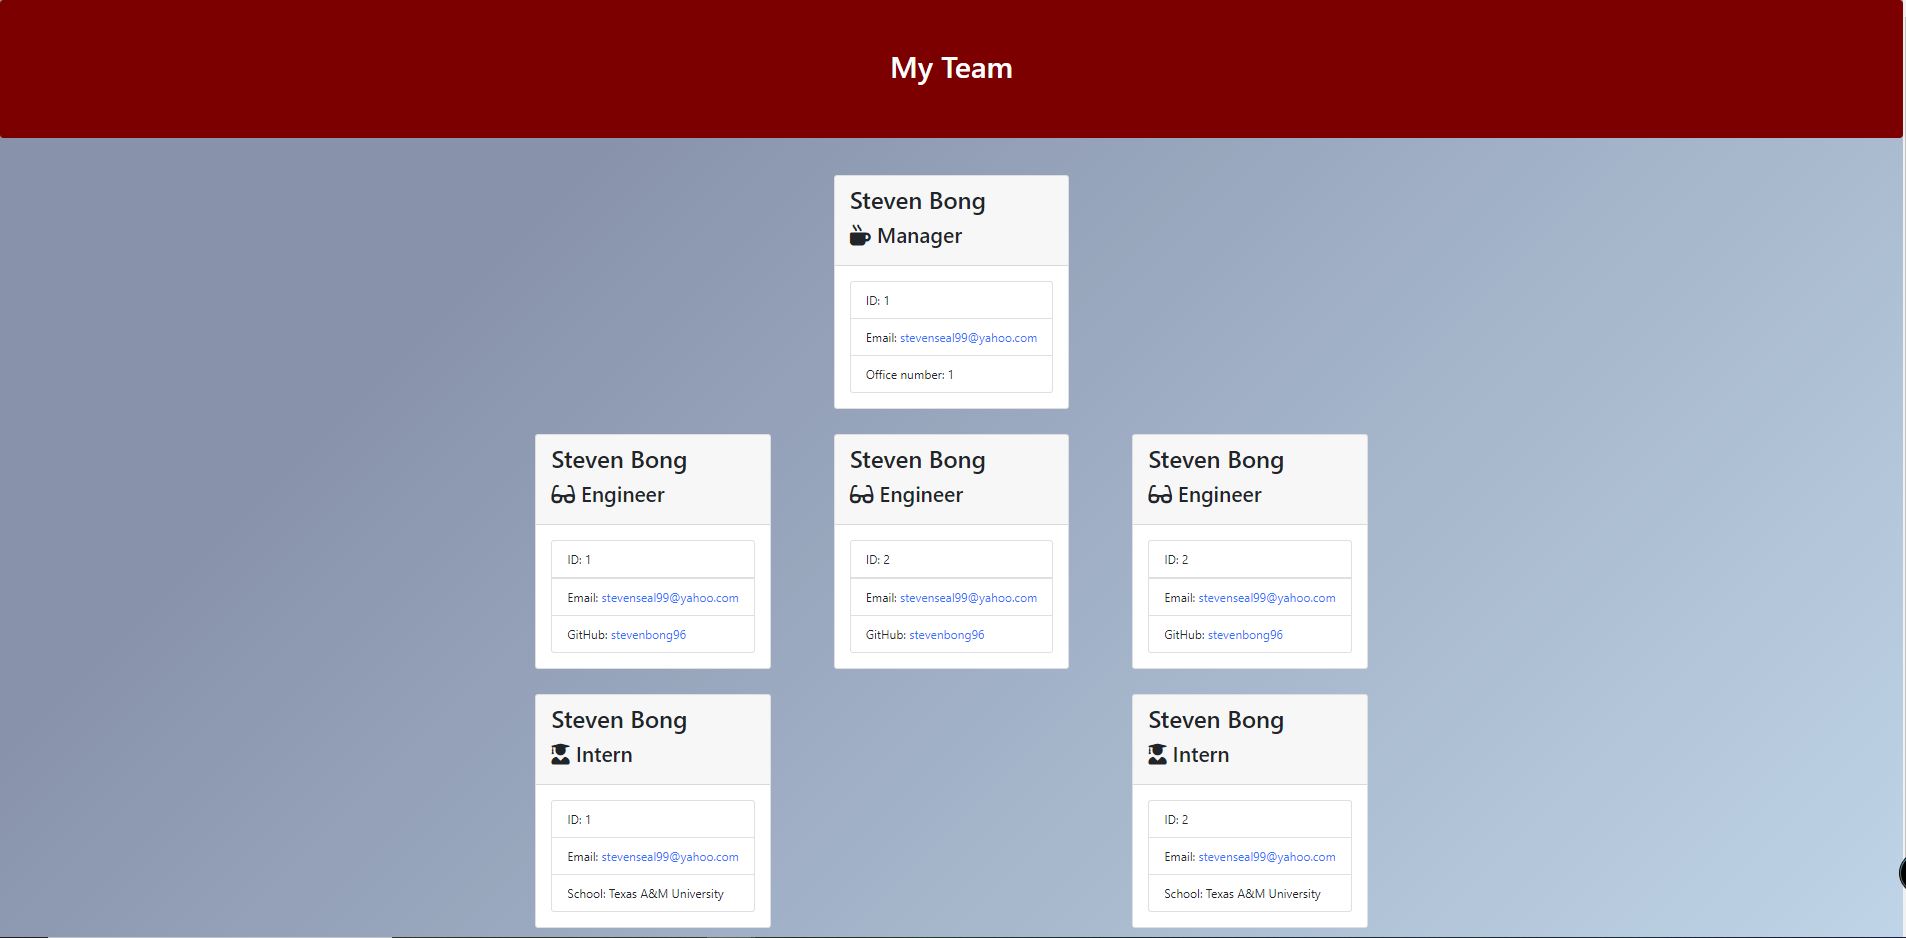 My Team
Steven Bong
Manager
ID: 1
Email: stevenseal99@yahoo.com
Office number: 1
Steven Bong
Engineer
ID: 1
Email: stevenseal99@yahoo.com
GitHub: stevenbong96
Steven Bong
Engineer
ID: 2
Email: stevenseal99@yahoo.com
GitHub: stevenbong96
Steven Bong
Engineer
ID: 2
Email: stevenseal99@yahoo.com
GitHub: stevenbong96
Steven Bong
Intern
ID: 1
Email: stevenseal99@yahoo.com
School: Texas A&M University
Steven Bong
Intern
ID: 2
Email: stevenseal99@yahoo.com
School: Texas A&M University